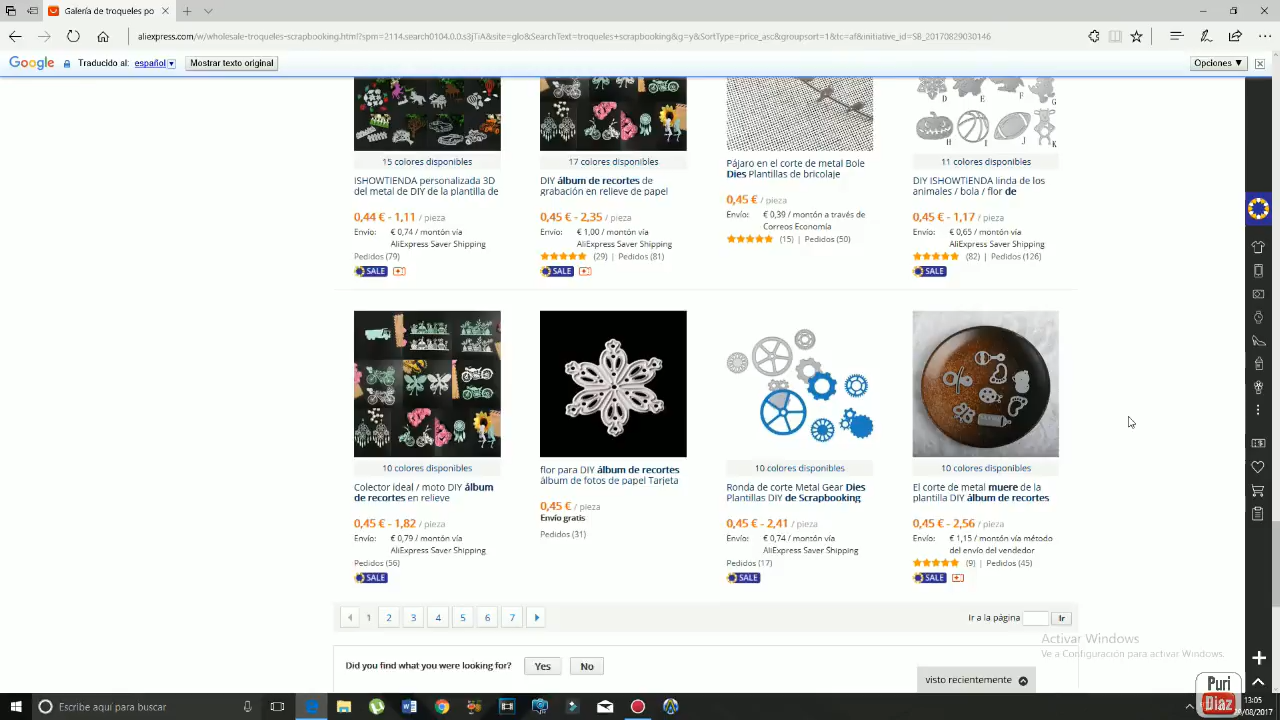 Galería de troqueles po
aliexpress.com/w/wholesale-troqueles-scrapbooking.html?spm=2114.search0104.0.0.s3jTiA&site=glo&SearchText=troqueles+scrapbooking&g=y&SortType=price_asc&groupsort=1&tc=af&initiative_id=SB_20170829030146
Google Traducido al: español Mostrar texto original Opciones ▼
D E F G
H I J K
15 colores disponibles
ISHOWTIENDA personalizada 3D
del metal de DIY de la plantilla de
0,44 € - 1,11 / pieza
Envío: € 0,74 / montón vía
AliExpress Saver Shipping
Pedidos (79)
SALE
17 colores disponibles
DIY álbum de recortes de
grabación en relieve de papel
0,45 € - 2,35 / pieza
Envío: € 1,00 / montón vía
AliExpress Saver Shipping
(29) | Pedidos (81)
SALE
Pájaro en el corte de metal Bole
Dies Plantillas de bricolaje
0,45 € / pieza
Envío: € 0,39 / montón a través de
Correos Economía
(15) | Pedidos (50)
11 colores disponibles
DIY ISHOWTIENDA linda de los
animales / bola / flor de
0,45 € - 1,17 / pieza
Envío: € 0,65 / montón vía
AliExpress Saver Shipping
(82) | Pedidos (126)
SALE
10 colores disponibles
Colector ideal / moto DIY álbum
de recortes en relieve
0,45 € - 1,82 / pieza
Envío: € 0,79 / montón vía
AliExpress Saver Shipping
Pedidos (56)
SALE
flor para DIY álbum de recortes
álbum de fotos de papel Tarjeta
0,45 € / pieza
Envío gratis
Pedidos (31)
10 colores disponibles
Ronda de corte Metal Gear Dies
Plantillas DIY de Scrapbooking
0,45 € - 2,41 / pieza
Envío: € 0,74 / montón vía
AliExpress Saver Shipping
Pedidos (17)
SALE
10 colores disponibles
El corte de metal muere de la
plantilla DIY álbum de recortes
0,45 € - 2,56 / pieza
Envío: € 1,15 / montón vía método
del envío del vendedor
(9) | Pedidos (45)
SALE
1 2 3 4 5 6 7
Ir a la página Ir
Did you find what you were looking for? Yes No
Activar Windows
Ve a Configuración para activar Windows.
visto recientemente
Puri
Diaz
Escribe aquí para buscar
13:05
29/08/2017